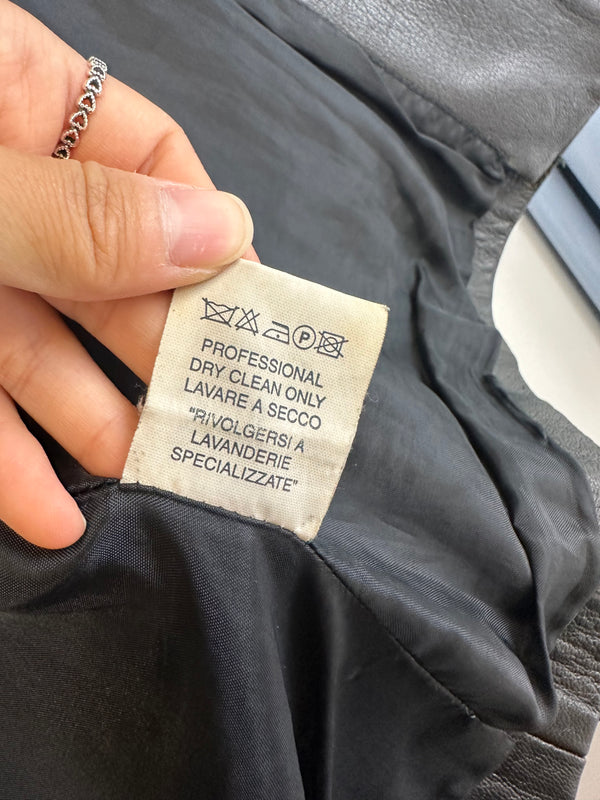 P
PROFESSIONAL
DRY CLEAN ONLY
LAVARE A SECCO
"RIVOLGERSI A
LAVANDERIE
SPECIALIZZATE"